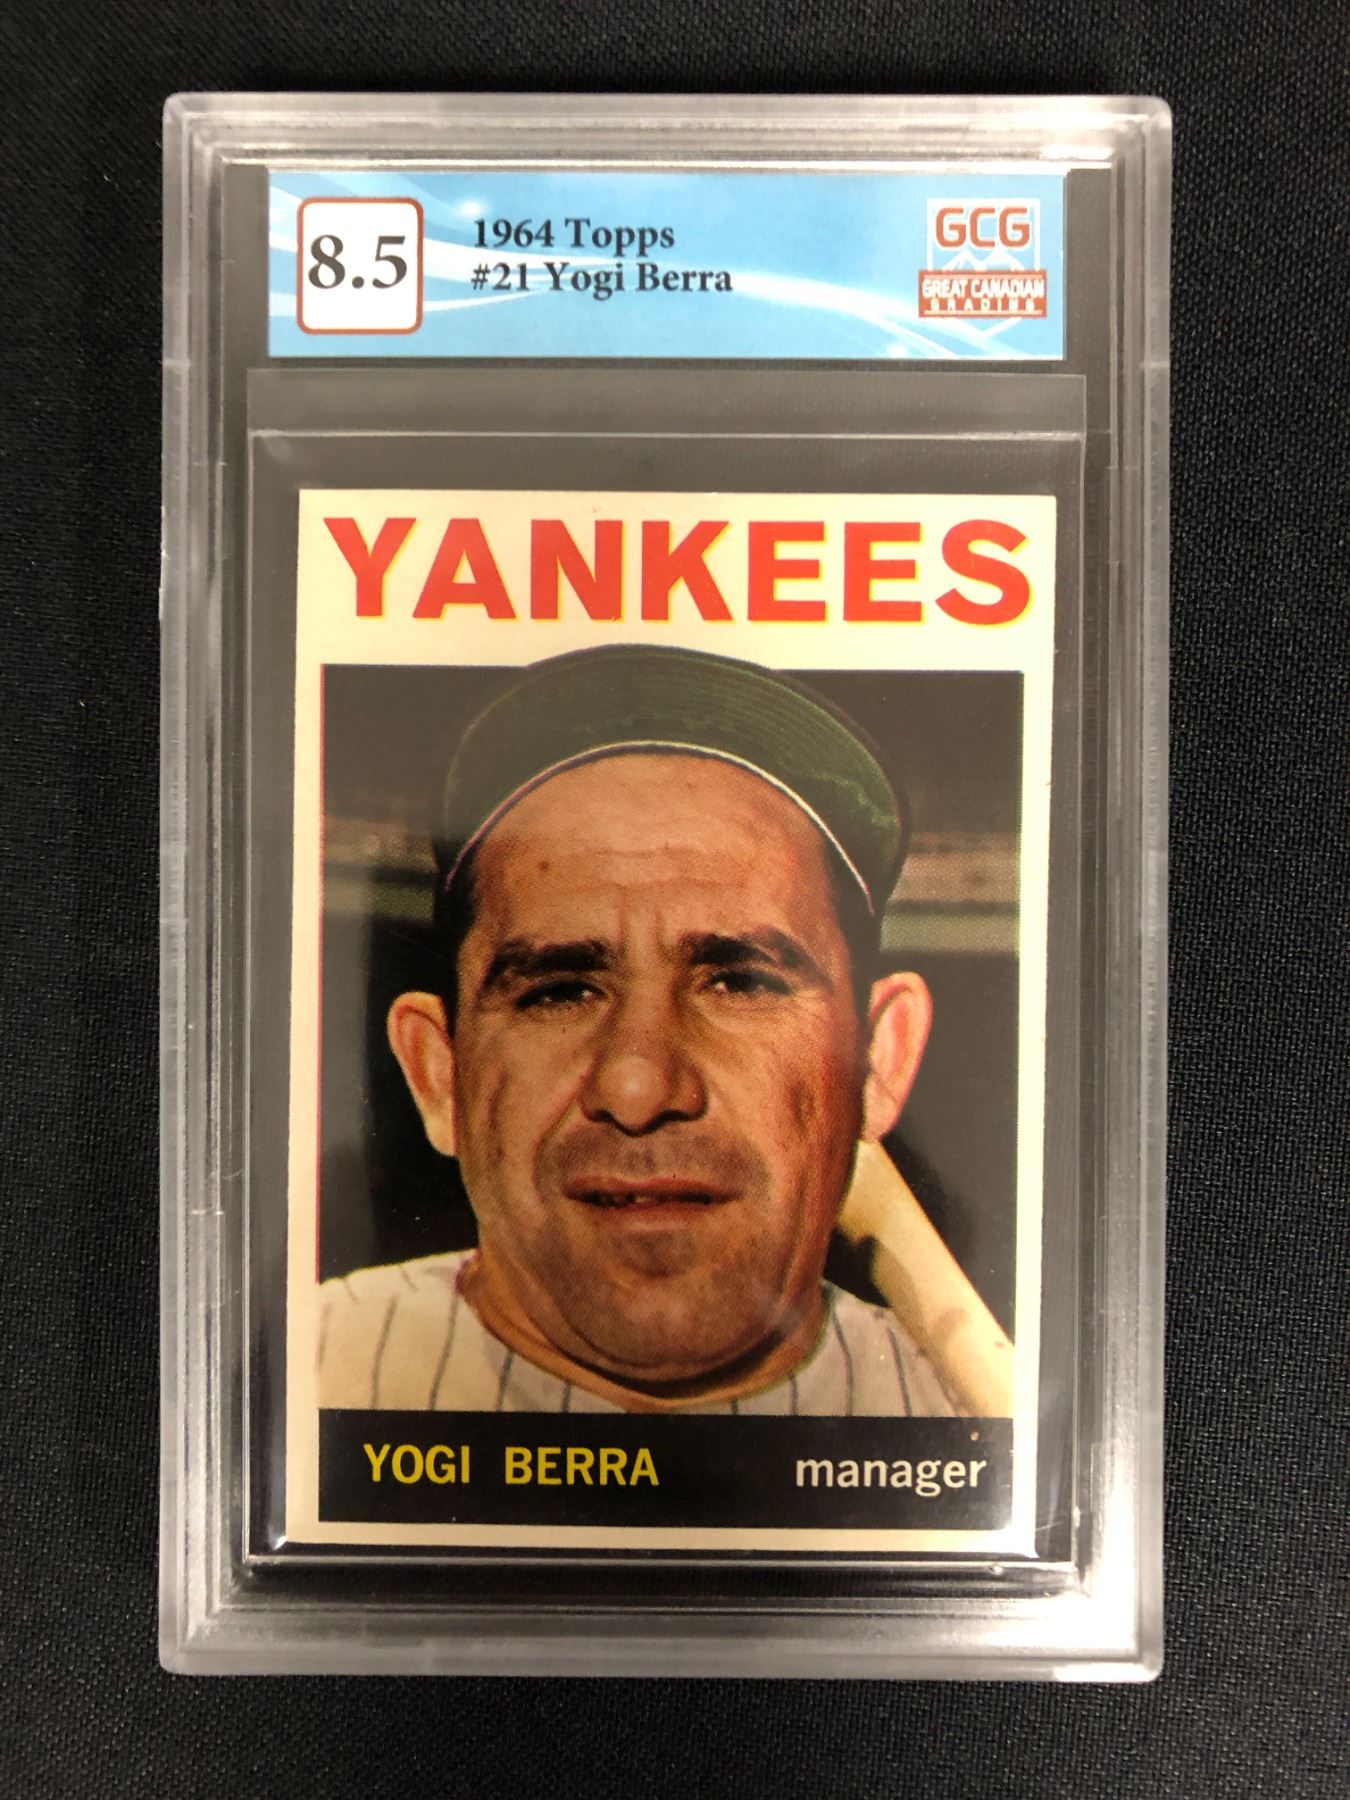 8.5
1964 Topps
#21 Yogi Berra
GCG
GREAT CANADIAN
GRADING
YANKEES
YOGI BERRA manager